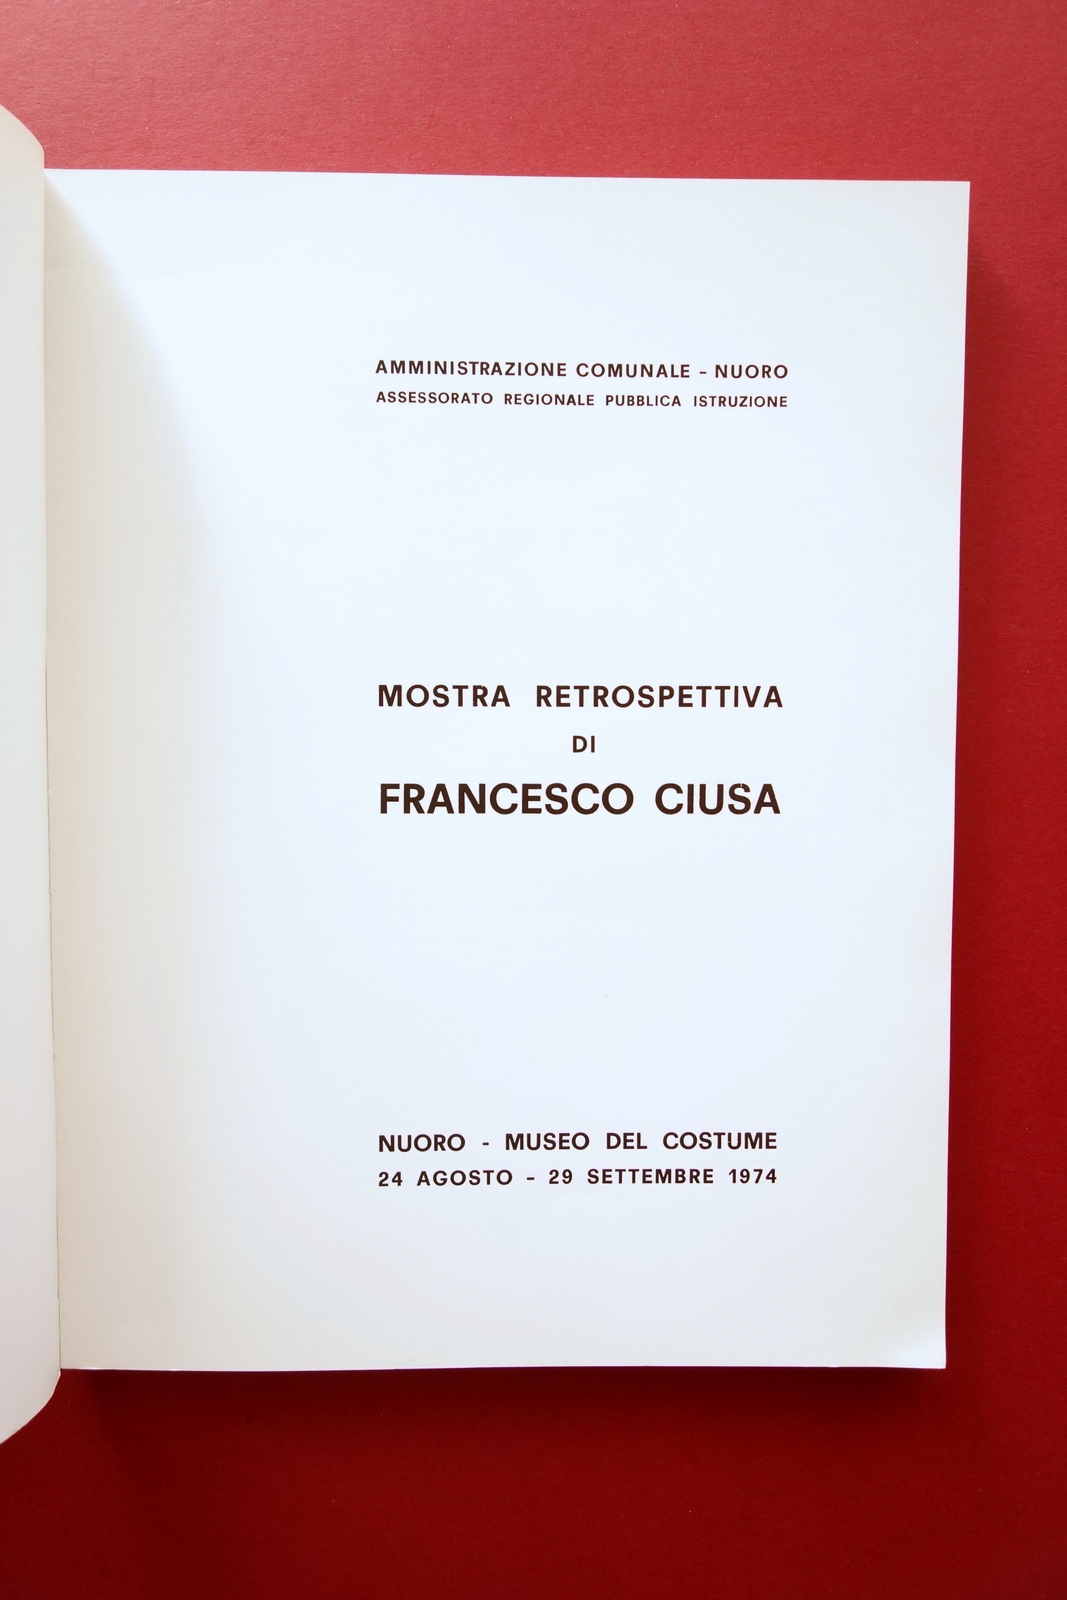 AMMINISTRAZIONE COMUNALE - NUORO
ASSESSORATO REGIONALE PUBBLICA ISTRUZIONE
MOSTRA RETROSPETTIVA
DI
FRANCESCO CIUSA
NUORO - MUSEO DEL COSTUME
24 AGOSTO - 29 SETTEMBRE 1974